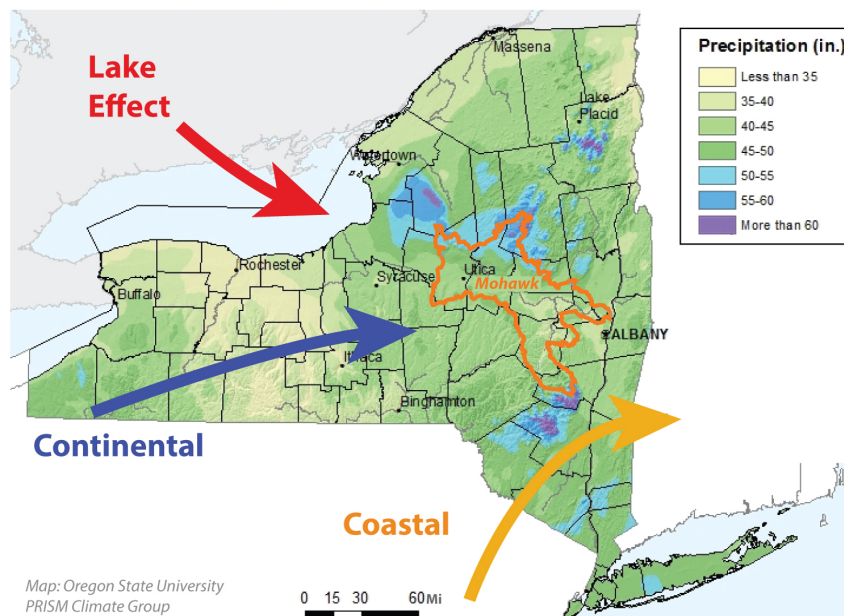 Lake
Effect
Massena
Lake
Placid
Watertown
Rochester
Buffalo
Syracuse
Utica
Mohawk
ALBANY
Ithaca
Binghamton
Continental
Coastal
Precipitation (in.)
Less than 35
35-40
40-45
45-50
50-55
55-60
More than 60
Map: Oregon State University
PRISM Climate Group
0 15 30 60 Mi